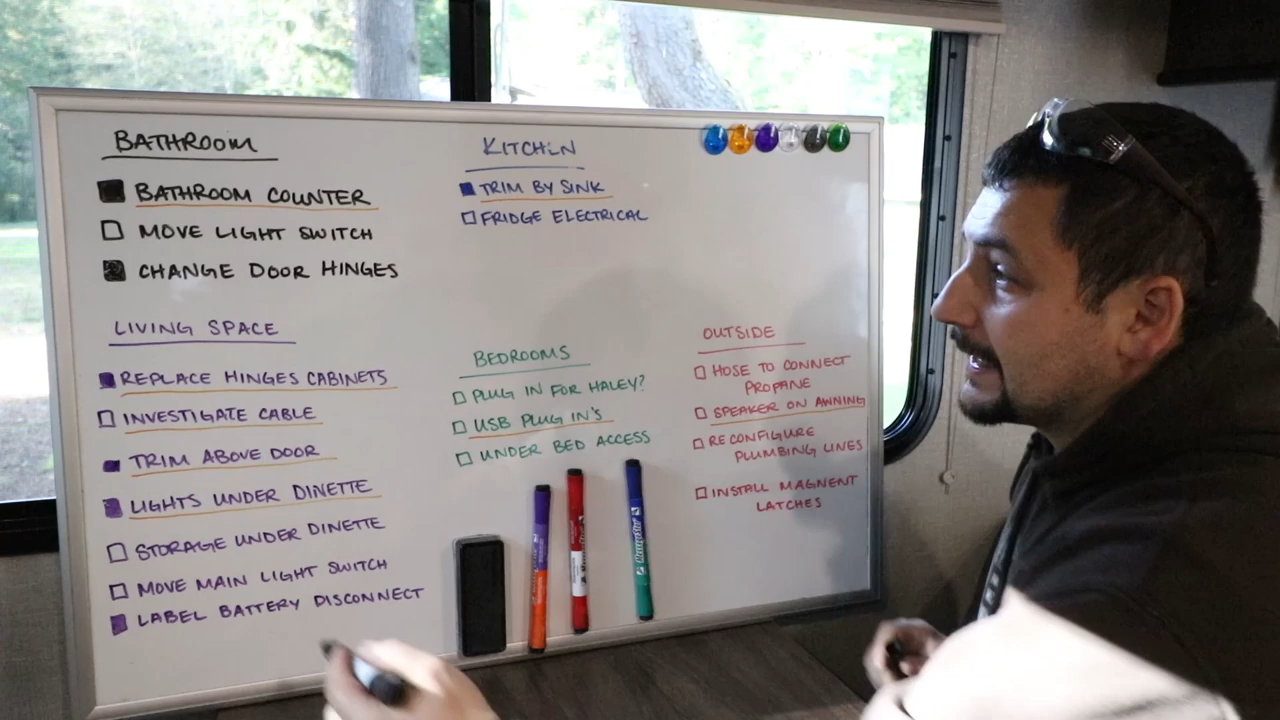 BATHROOM
BATHROOM COUNTER
MOVE LIGHT SWITCH
CHANGE DOOR HINGES
LIVING SPACE
REPLACE HINGES CABINETS
INVESTIGATE CABLE
TRIM ABOVE DOOR
LIGHTS UNDER DINETTE
STORAGE UNDER DINETTE
MOVE MAIN LIGHT SWITCH
LABEL BATTERY DISCONNECT
KITCHEN
TRIM BY SINK
FRIDGE ELECTRICAL
BEDROOMS
PLUG IN FOR HALEY?
USB PLUG IN'S
UNDER BED ACCESS
OUTSIDE
HOSE TO CONNECT
PROPANE
SPEAKER ON AWNING
RECONFIGURE
PLUMBING LINES
INSTALL MAGNENT
LATCHES